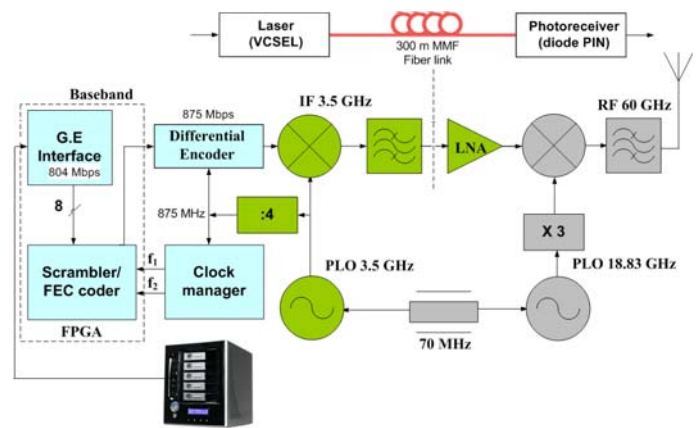 Laser
(VCSEL)
300 m MMF
Fiber link
Photoreceiver
(diode PIN)
Baseband
G.E
Interface
804 Mbps
8
Scrambler/
FEC coder
FPGA
875 Mbps
Differential
Encoder
875 MHz
:4
f1
f2
Clock
manager
IF 3.5 GHz
LNA
RF 60 GHz
X 3
PLO 3.5 GHz
PLO 18.83 GHz
70 MHz